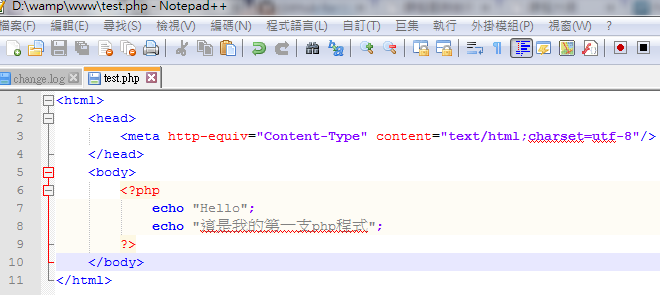 D:\wamp\www\test.php - Notepad++
檔案(F) 編輯(E) 尋找(S) 檢視(V) 編碼(N) 程式語言(L) 設定(T) 巨集 執行 外掛模組(P) 視窗(W) ?
change.log test.php
1 <html>
2 <head>
3 <meta http-equiv="Content-Type" content="text/html;charset=utf-8"/>
4 </head>
5 <body>
6 <?php
7 echo "Hello";
8 echo "這是我的第一支php程式";
9 ?>
10 </body>
11 </html>